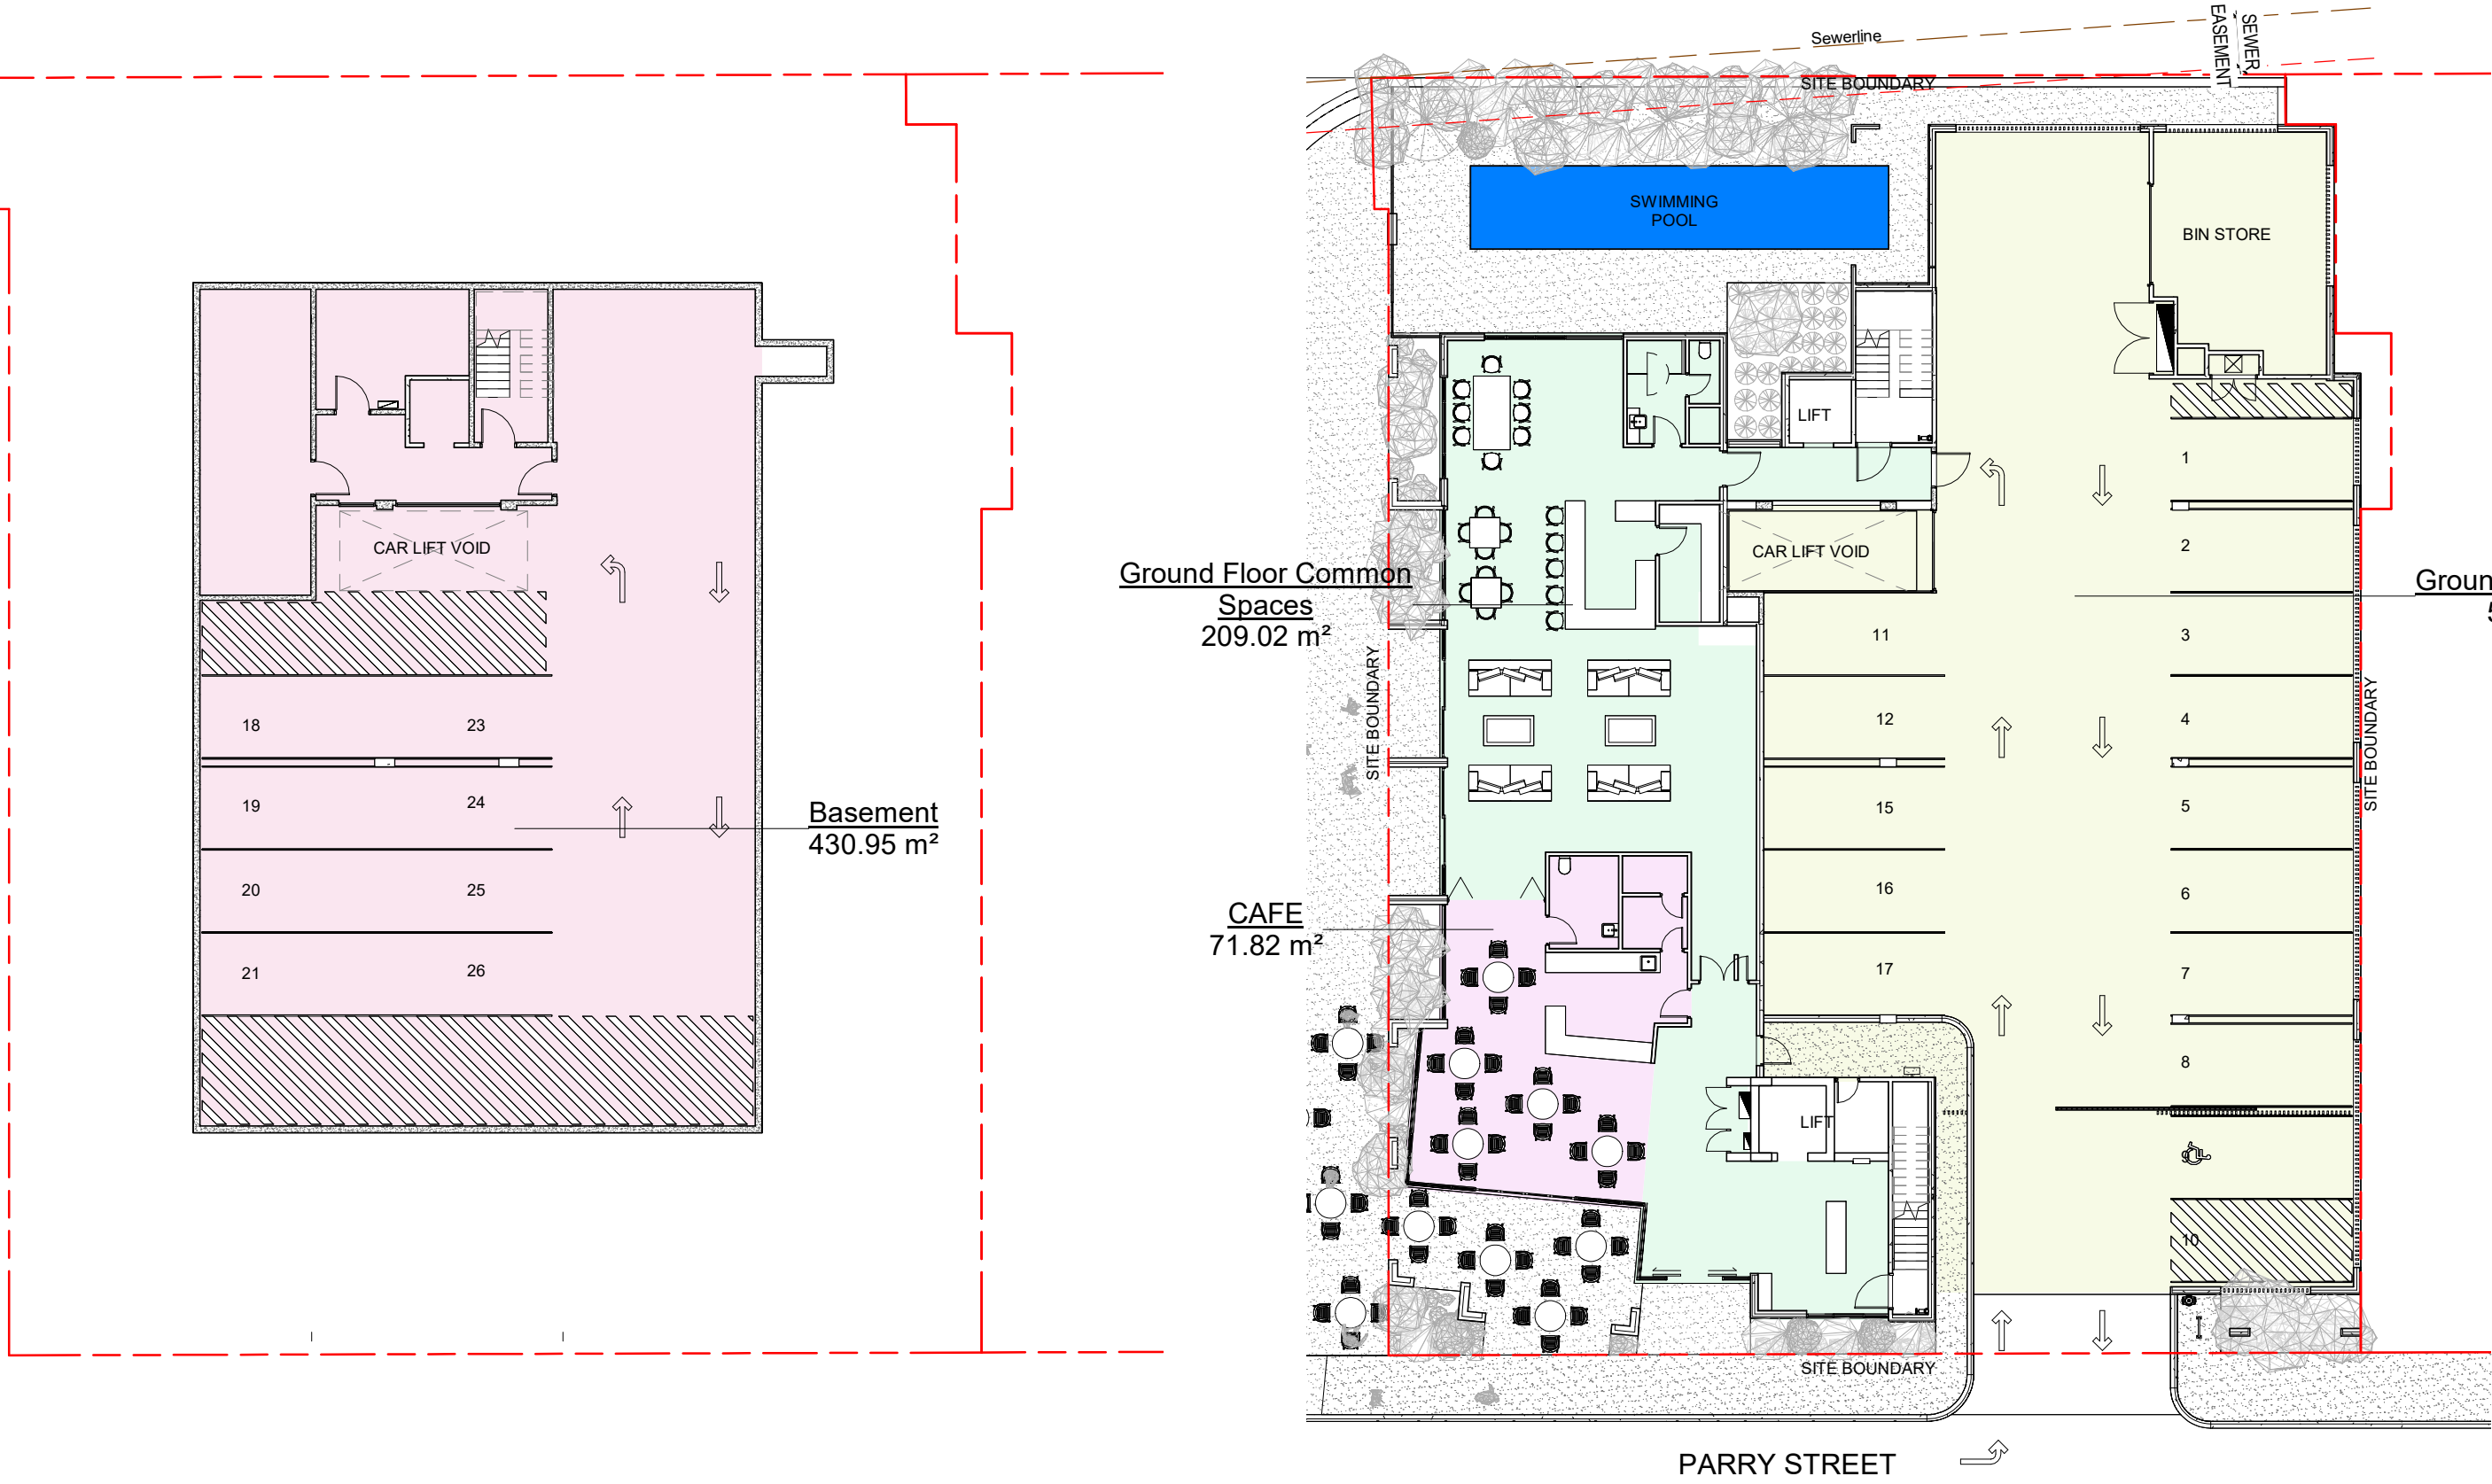 Sewerline
SEWER
EASEMENT
SITE BOUNDARY
SWIMMING
POOL
BIN STORE
LIFT
1
CAR LIFT VOID
CAR LIFT VOID
2
Ground Floor Common
Spaces
209.02 m²
Groun
11
3
SITE BOUNDARY
18
23
12
4
SITE BOUNDARY
19
24
15
5
Basement
430.95 m²
20
25
16
6
CAFE
71.82 m²
21
26
17
7
8
LIFT
10
SITE BOUNDARY
PARRY STREET